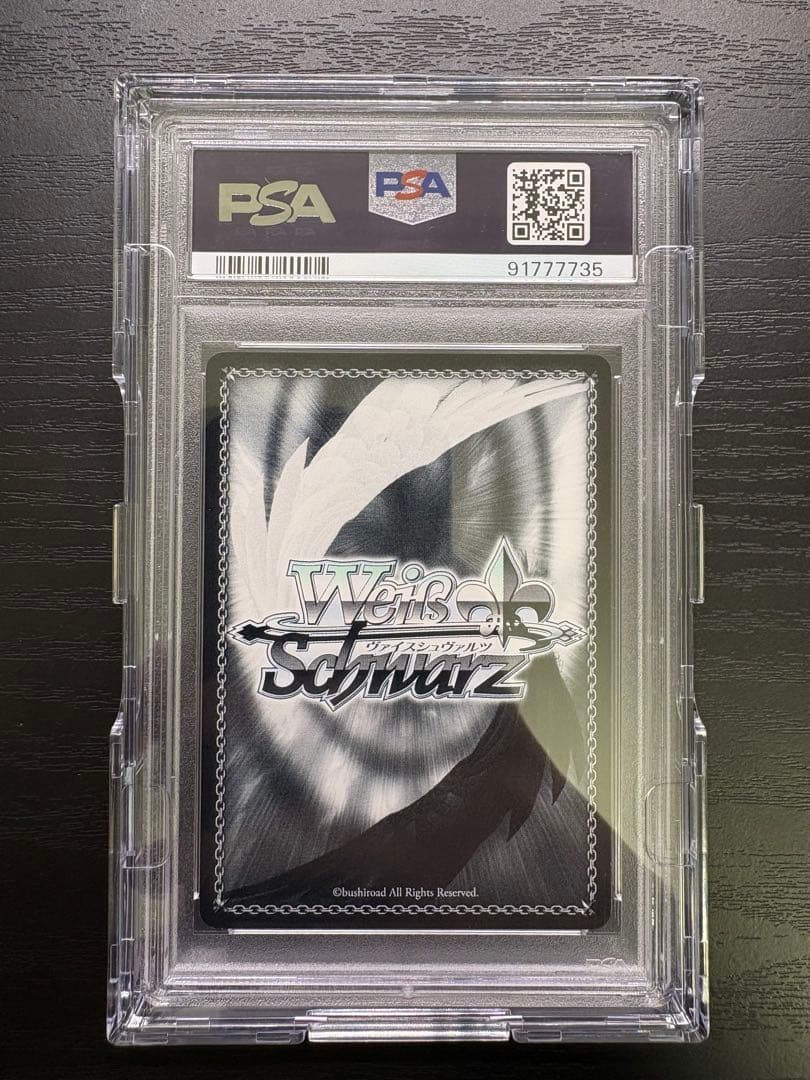 PSA
PSA
91777735
Weiß
ヴァイスシュヴァルツ
Schwarz
©bushiroad All Rights Reserved.
PSA